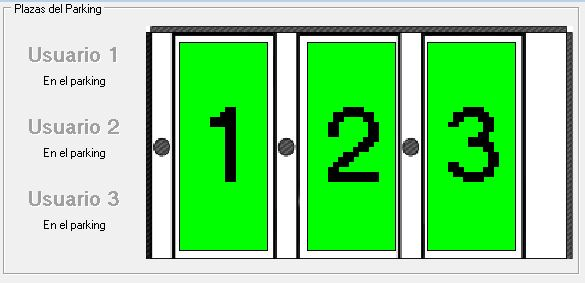 Plazas del Parking
Usuario 1
En el parking
Usuario 2
En el parking
Usuario 3
En el parking
1 2 3